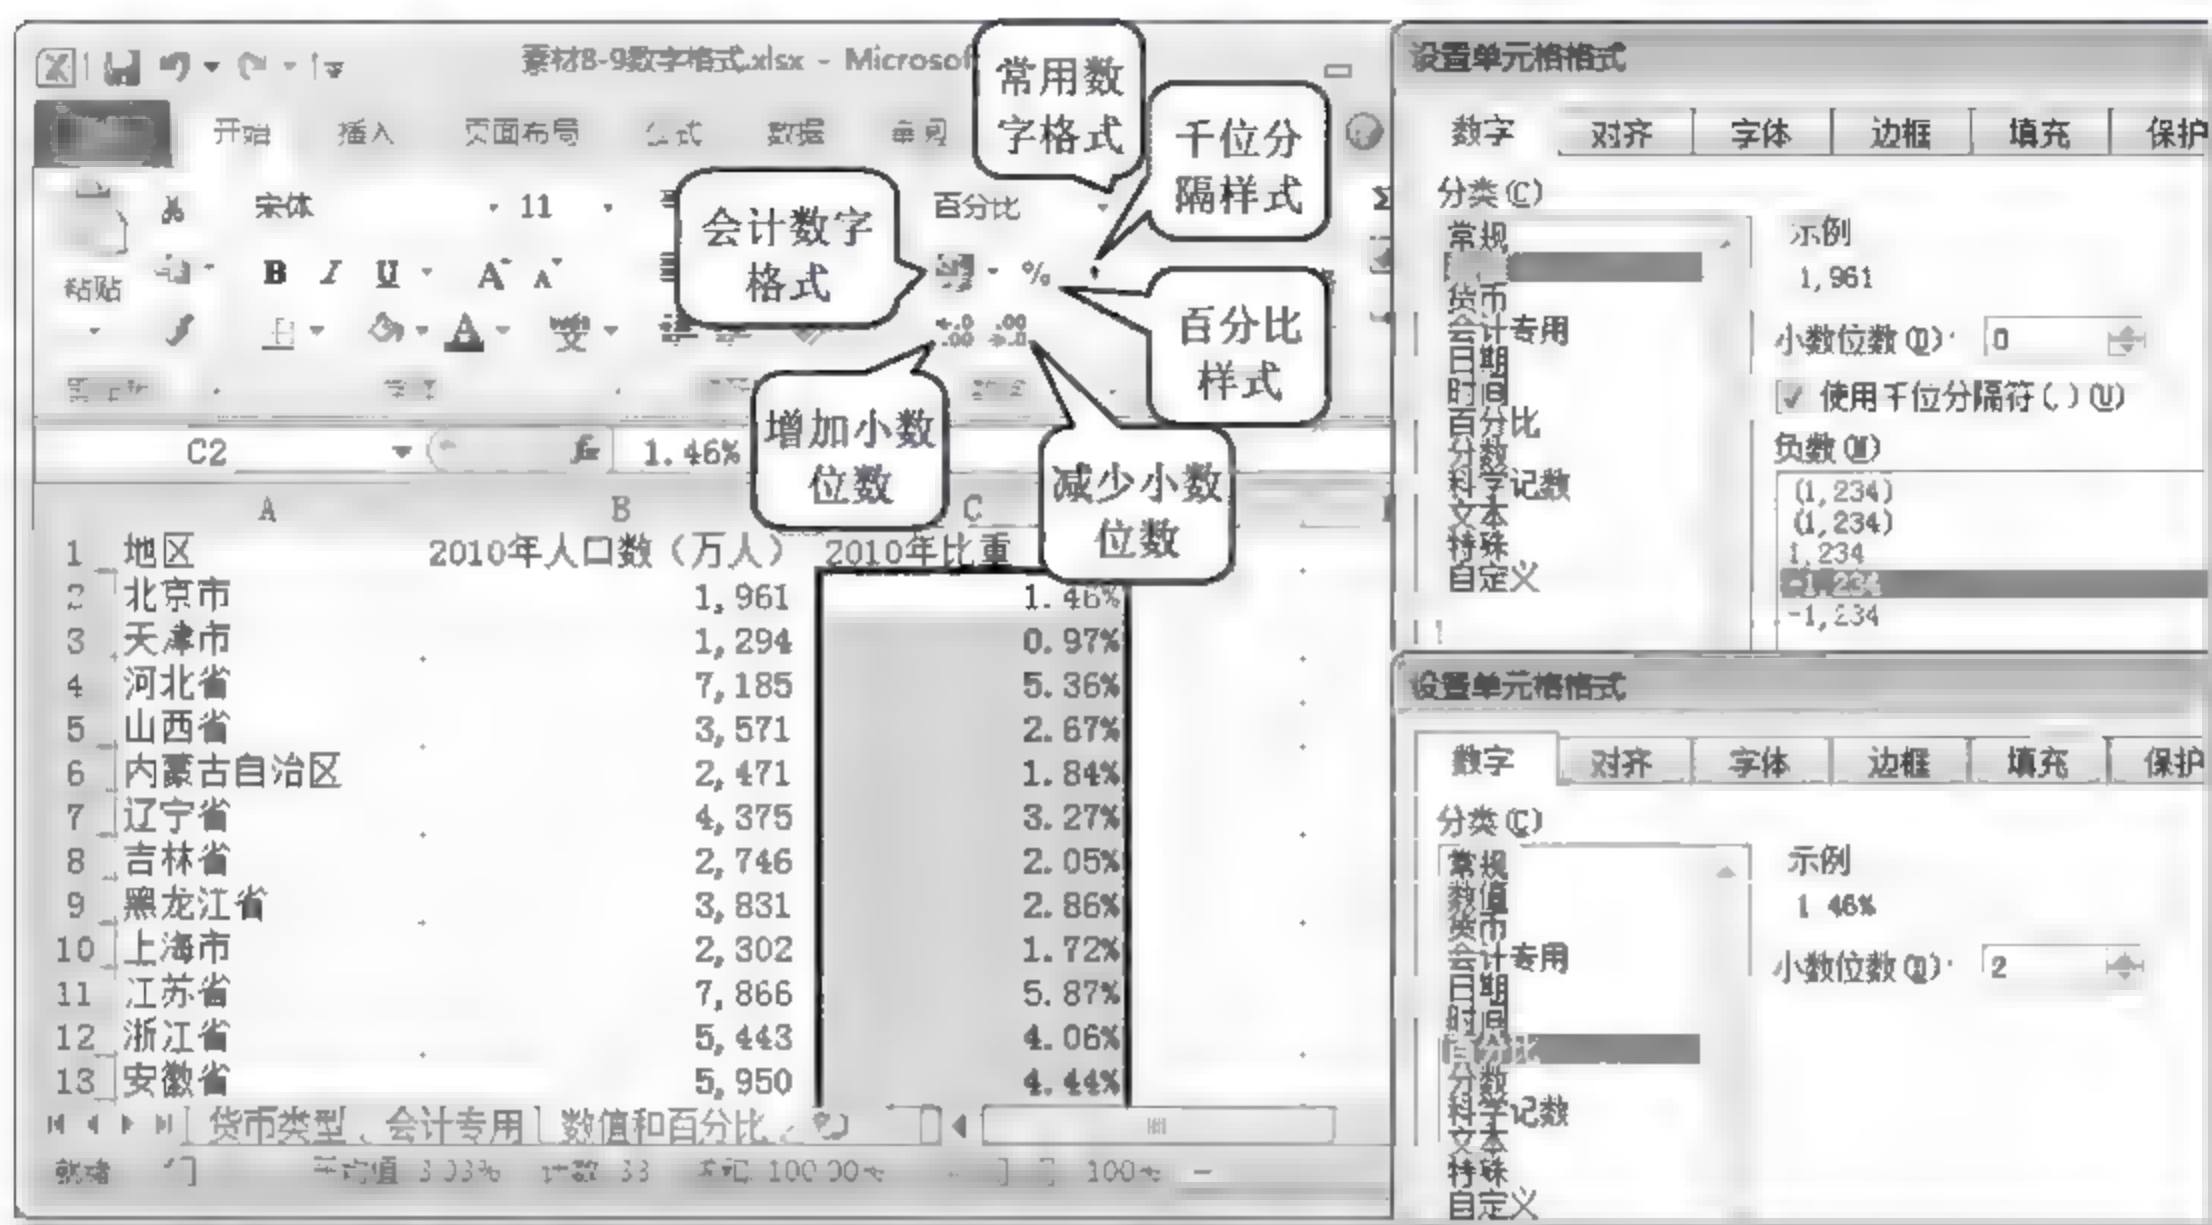 素材8-9数字格式.xlsx - Microsof
常用数
字格式
开始 插入 页面布局 公式 数据 审阅
千位分
隔样式
会计数字
格式
宋体 11
百分比
粘贴
B I U A A %
百分比
样式
增加小数
位数
减少小数
位数
C2 fx 1.46%
A B C
1 地区 2010年人口数（万人） 2010年比重
2 北京市 1,961 1.46%
3 天津市 1,294 0.97%
4 河北省 7,185 5.36%
5 山西省 3,571 2.67%
6 内蒙古自治区 2,471 1.84%
7 辽宁省 4,375 3.27%
8 吉林省 2,746 2.05%
9 黑龙江省 3,831 2.86%
10 上海市 2,302 1.72%
11 江苏省 7,866 5.87%
12 浙江省 5,443 4.06%
13 安徽省 5,950 4.44%
货币类型 会计专用 数值和百分比
就绪 平均值 3.03% 计数 33 求和 100.00% 100%
设置单元格格式
数字 对齐 字体 边框 填充 保护
分类(C)
常规
货币
会计专用
日期
时间
百分比
分数
科学记数
文本
特殊
自定义
示例
1,961
小数位数(D): 0
使用千位分隔符(,)(U)
负数(N)
(1,234)
(1,234)
1,234
-1,234
-1,234
设置单元格格式
数字 对齐 字体 边框 填充 保护
分类(C)
常规
数值
货币
会计专用
日期
时间
百分比
分数
科学记数
文本
特殊
自定义
示例
1.46%
小数位数(D): 2